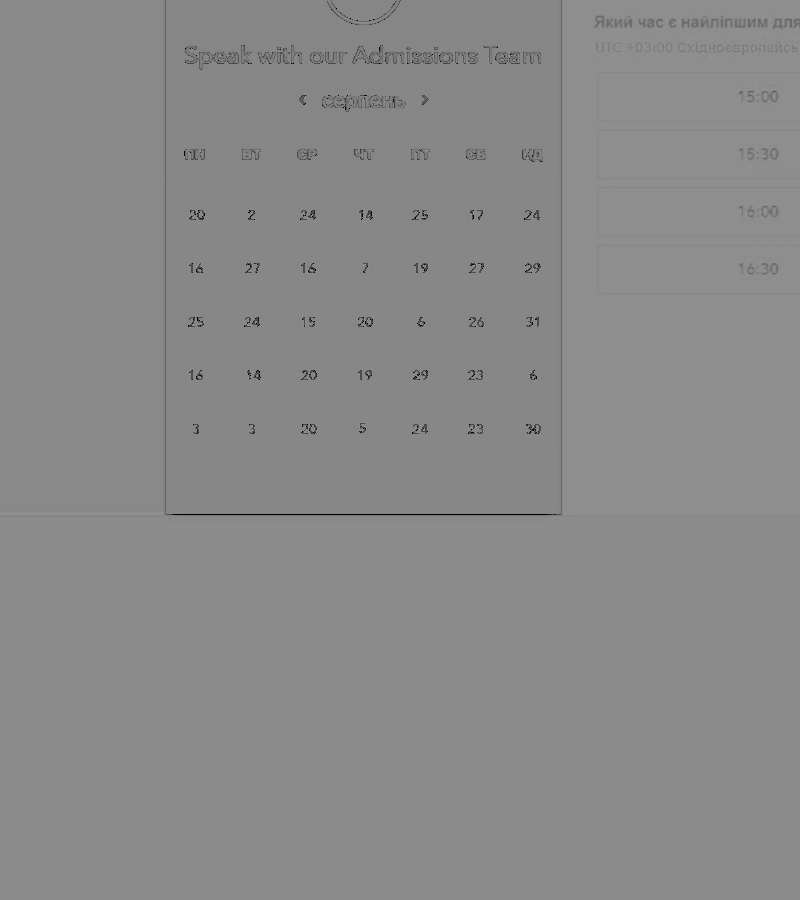 Speak with our Admissions Team
‹ серпень ›
ПН ВТ СР ЧТ ПТ СБ НД
20 2 24 14 25 17 24
16 27 16 7 19 27 29
25 24 15 20 6 26 31
16 14 20 19 29 23 6
3 3 20 5 24 23 30
Який час є найліпшим для
UTC +03:00
15:00
15:30
16:00
16:30